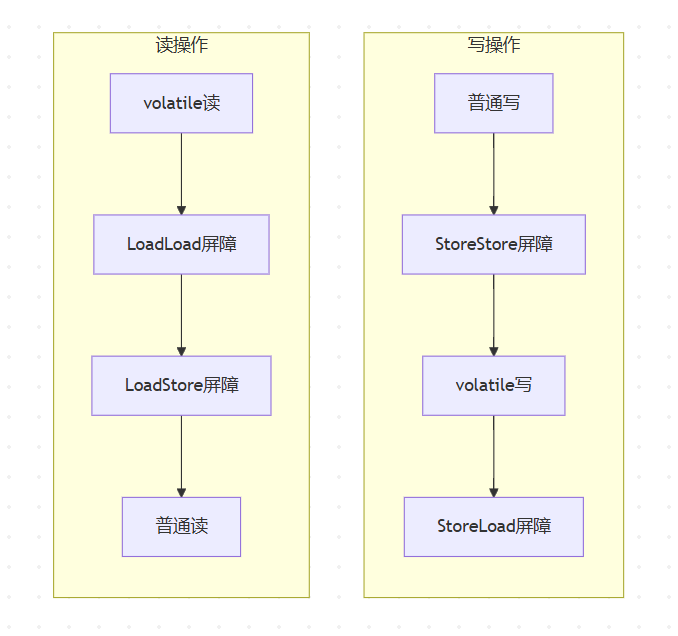 读操作
volatile读
LoadLoad屏障
LoadStore屏障
普通读
写操作
普通写
StoreStore屏障
volatile写
StoreLoad屏障